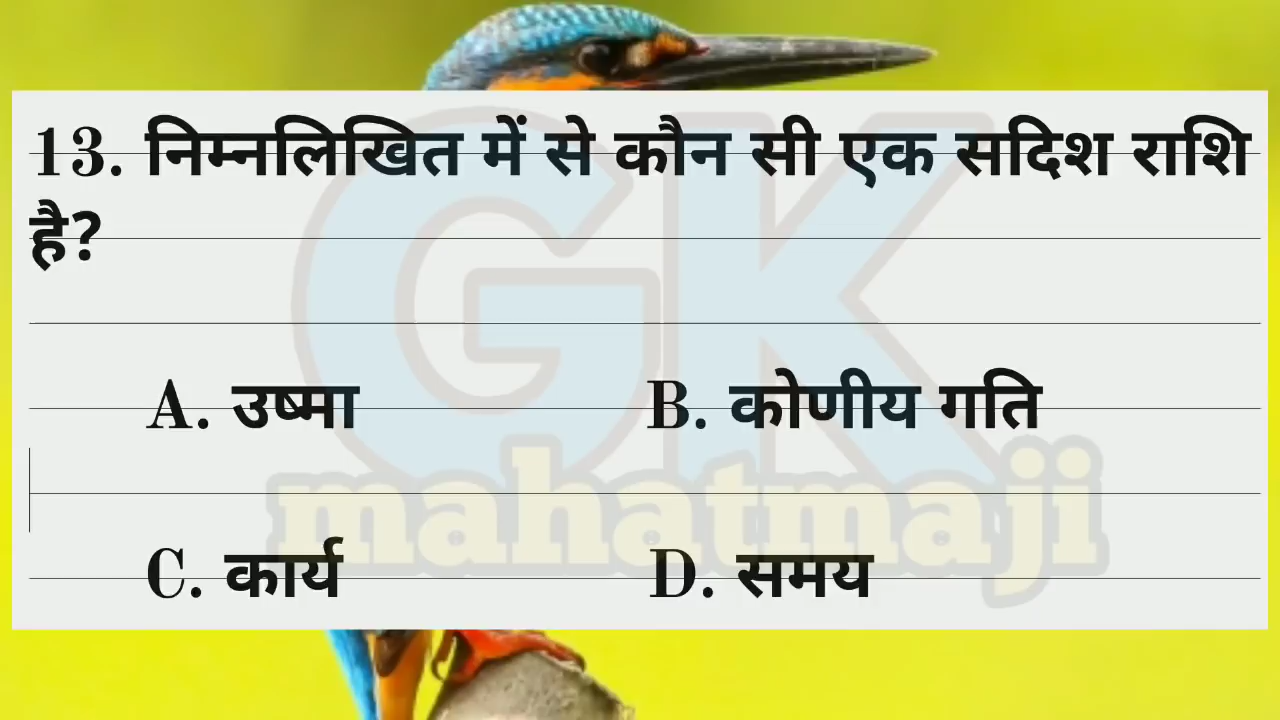 13. निम्नलिखित में से कौन सी एक सदिश राशि
है?
A. उष्मा B. कोणीय गति
C. कार्य D. समय
GK
mahatmaji